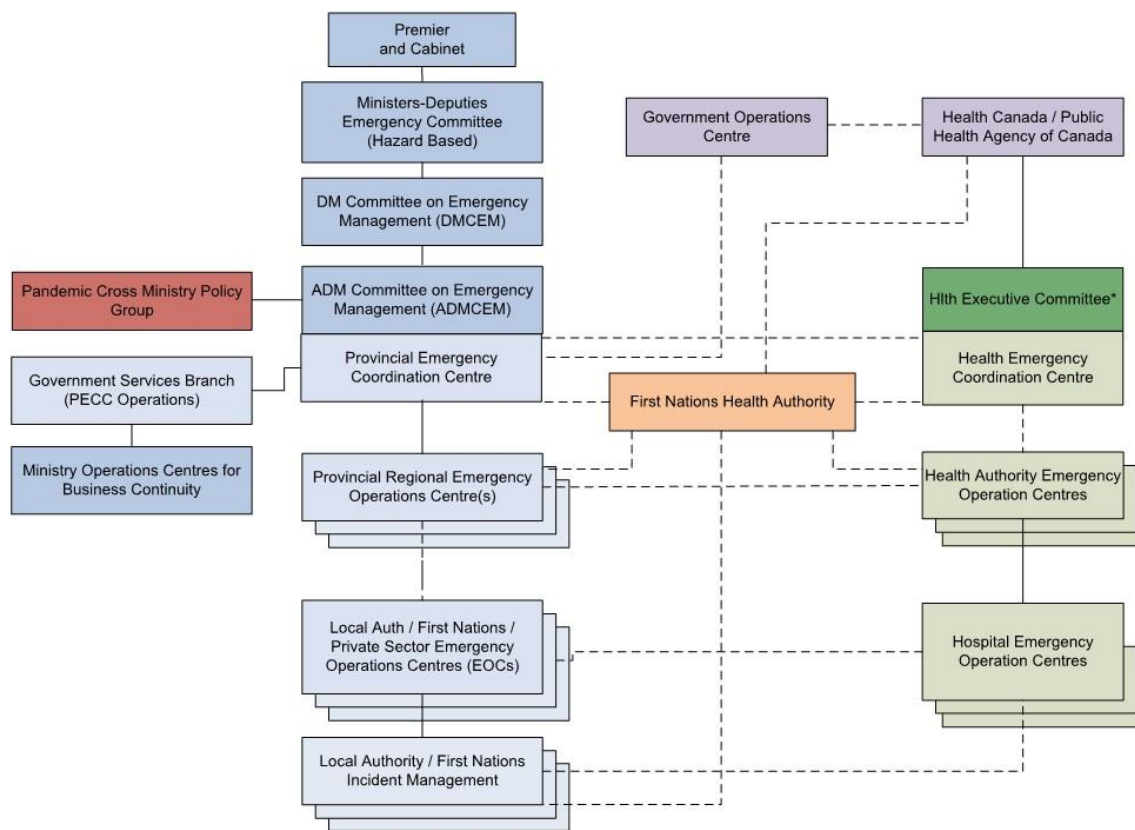 Premier
and Cabinet
Ministers-Deputies
Emergency Committee
(Hazard Based)
Government Operations
Centre
Health Canada / Public
Health Agency of Canada
DM Committee on Emergency
Management (DMCEM)
Pandemic Cross Ministry Policy
Group
ADM Committee on Emergency
Management (ADMCEM)
Hlth Executive Committee*
Provincial Emergency
Coordination Centre
Health Emergency
Coordination Centre
Government Services Branch
(PECC Operations)
First Nations Health Authority
Ministry Operations Centres for
Business Continuity
Provincial Regional Emergency
Operations Centre(s)
Health Authority Emergency
Operation Centres
Local Auth / First Nations /
Private Sector Emergency
Operations Centres (EOCs)
Hospital Emergency
Operation Centres
Local Authority / First Nations
Incident Management